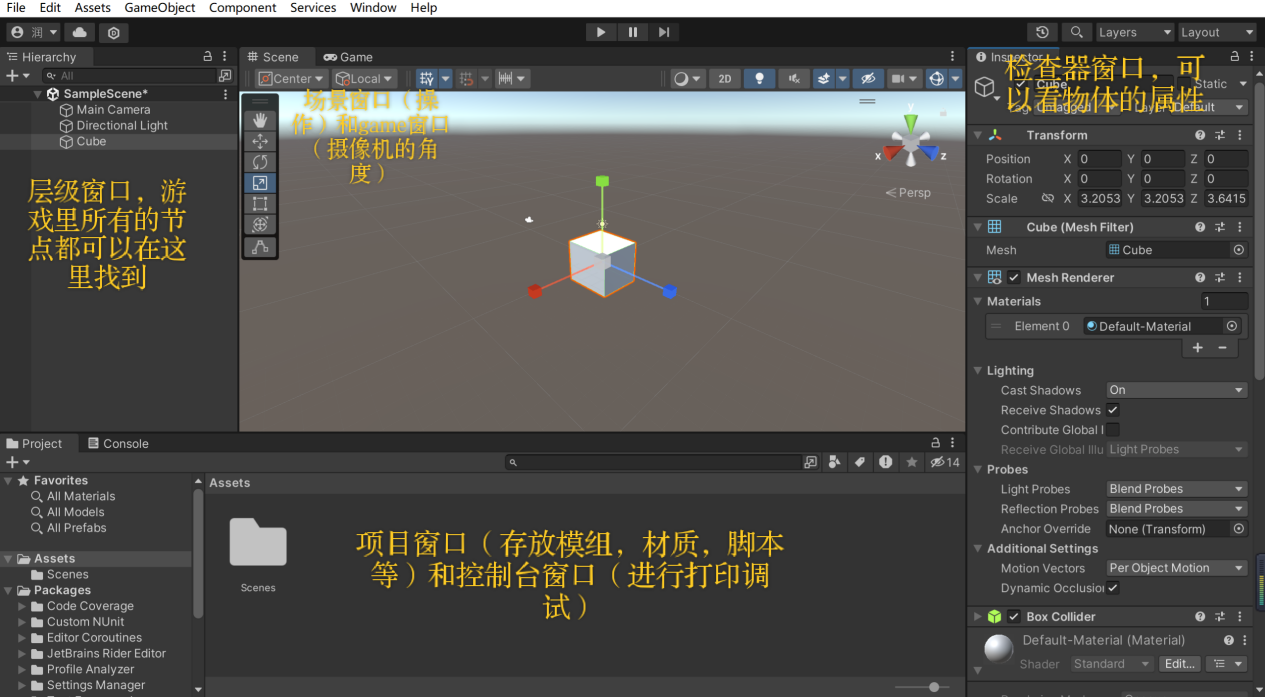 File Edit Assets GameObject Component Services Window Help
润 Layers Layout
Hierarchy
All
SampleScene*
Main Camera
Directional Light
Cube
层级窗口，游
戏里所有的节
点都可以在这
里找到
Scene Game
Center Local 2D
场景窗口（操
作）和game窗口
（摄像机的角
度）
y
x z
Persp
Inspector
检查器窗口，可
以看物体的属性
Cube Static
Tag Untagged Layer Default
Transform
Position X 0 Y 0 Z 0
Rotation X 0 Y 0 Z 0
Scale X 3.2053 Y 3.2053 Z 3.6415
Cube (Mesh Filter)
Mesh Cube
Mesh Renderer
Materials 1
Element 0 Default-Material
Lighting
Cast Shadows On
Receive Shadows
Contribute Global I
Receive Global Illu Light Probes
Probes
Light Probes Blend Probes
Reflection Probes Blend Probes
Anchor Override None (Transform)
Additional Settings
Motion Vectors Per Object Motion
Dynamic Occlusion
Box Collider
Default-Material (Material)
Shader Standard Edit...
Project Console
14
Favorites
All Materials
All Models
All Prefabs
Assets
Scenes
Packages
Code Coverage
Custom NUnit
Editor Coroutines
JetBrains Rider Editor
Profile Analyzer
Settings Manager
Assets
Scenes
项目窗口（存放模组，材质，脚本
等）和控制台窗口（进行打印调
试）